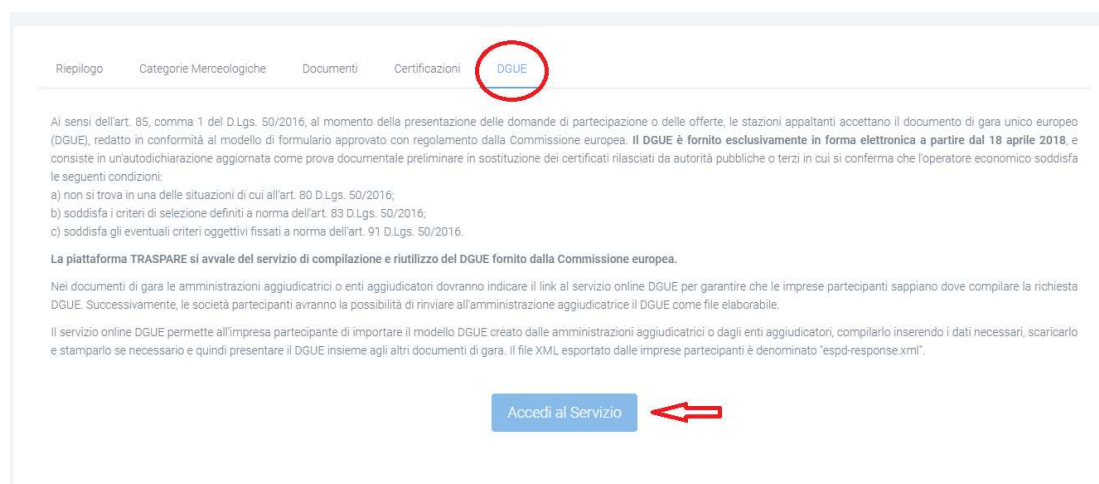 Riepilogo Categorie Merceologiche Documenti Certificazioni DGUE
Ai sensi dell'art. 85, comma 1 del D.Lgs. 50/2016, al momento della presentazione delle domande di partecipazione o delle offerte, le stazioni appaltanti accettano il documento di gara unico europeo
(DGUE), redatto in conformità al modello di formulario approvato con regolamento dalla Commissione europea. Il DGUE è fornito esclusivamente in forma elettronica a partire dal 18 aprile 2018, e
consiste in un'autodichiarazione aggiornata come prova documentale preliminare in sostituzione dei certificati rilasciati da autorità pubbliche o terzi in cui si conferma che l'operatore economico soddisfa
le seguenti condizioni:
a) non si trova in una delle situazioni di cui all'art. 80 D.Lgs. 50/2016;
b) soddisfa i criteri di selezione definiti a norma dell'art. 83 D.Lgs. 50/2016;
c) soddisfa gli eventuali criteri oggettivi fissati a norma dell'art. 91 D.Lgs. 50/2016.
La piattaforma TRASPARE si avvale del servizio di compilazione e riutilizzo del DGUE fornito dalla Commissione europea.
Nei documenti di gara le amministrazioni aggiudicatrici o enti aggiudicatori dovranno indicare il link al servizio online DGUE per garantire che le imprese partecipanti sappiano dove compilare la richiesta
DGUE. Successivamente, le società partecipanti avranno la possibilità di rinviare all'amministrazione aggiudicatrice il DGUE come file elaborabile.
Il servizio online DGUE permette all'impresa partecipante di importare il modello DGUE creato dalle amministrazioni aggiudicatrici o dagli enti aggiudicatori, compilarlo inserendo i dati necessari, scaricarlo
e stamparlo se necessario e quindi presentare il DGUE insieme agli altri documenti di gara. Il file XML esportato dalle imprese partecipanti è denominato "espd-response.xml".
Accedi al Servizio